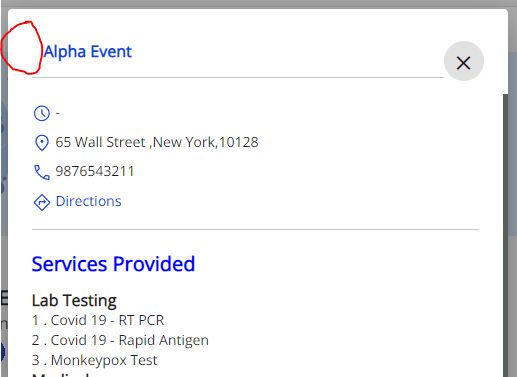 Alpha Event
-
65 Wall Street ,New York,10128
9876543211
Directions
Services Provided
Lab Testing
1 . Covid 19 - RT PCR
2 . Covid 19 - Rapid Antigen
3 . Monkeypox Test